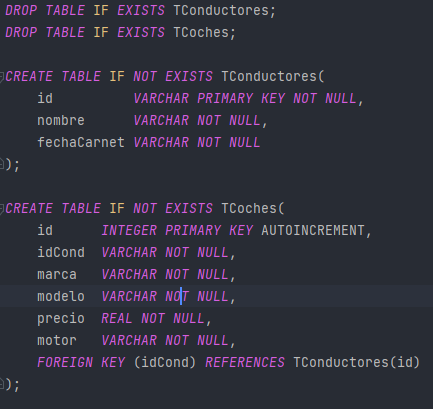 DROP TABLE IF EXISTS TConductores;
DROP TABLE IF EXISTS TCoches;

CREATE TABLE IF NOT EXISTS TConductores(
    id          VARCHAR PRIMARY KEY NOT NULL,
    nombre      VARCHAR NOT NULL,
    fechaCarnet VARCHAR NOT NULL
);

CREATE TABLE IF NOT EXISTS TCoches(
    id      INTEGER PRIMARY KEY AUTOINCREMENT,
    idCond  VARCHAR NOT NULL,
    marca   VARCHAR NOT NULL,
    modelo  VARCHAR NOT NULL,
    precio  REAL NOT NULL,
    motor   VARCHAR NOT NULL,
    FOREIGN KEY (idCond) REFERENCES TConductores(id)
);